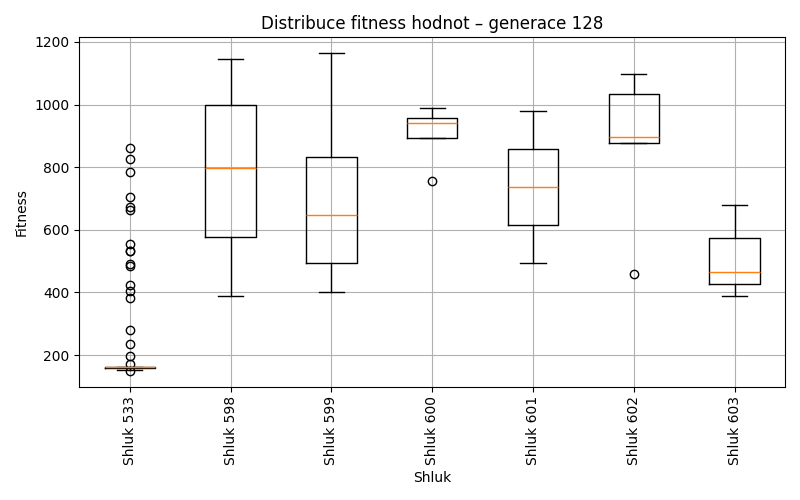 Distribuce fitness hodnot – generace 128
1200
1000
800
600
400
200
Fitness
Shluk 533
Shluk 598
Shluk 599
Shluk 600
Shluk 601
Shluk 602
Shluk 603
Shluk